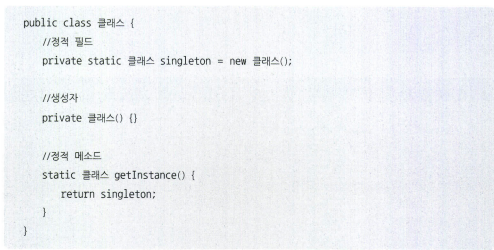 public class 클래스 {
//정적 필드
private static 클래스 singleton = new 클래스();
//생성자
private 클래스() {}
//정적 메소드
static 클래스 getInstance() {
return singleton;
}
}